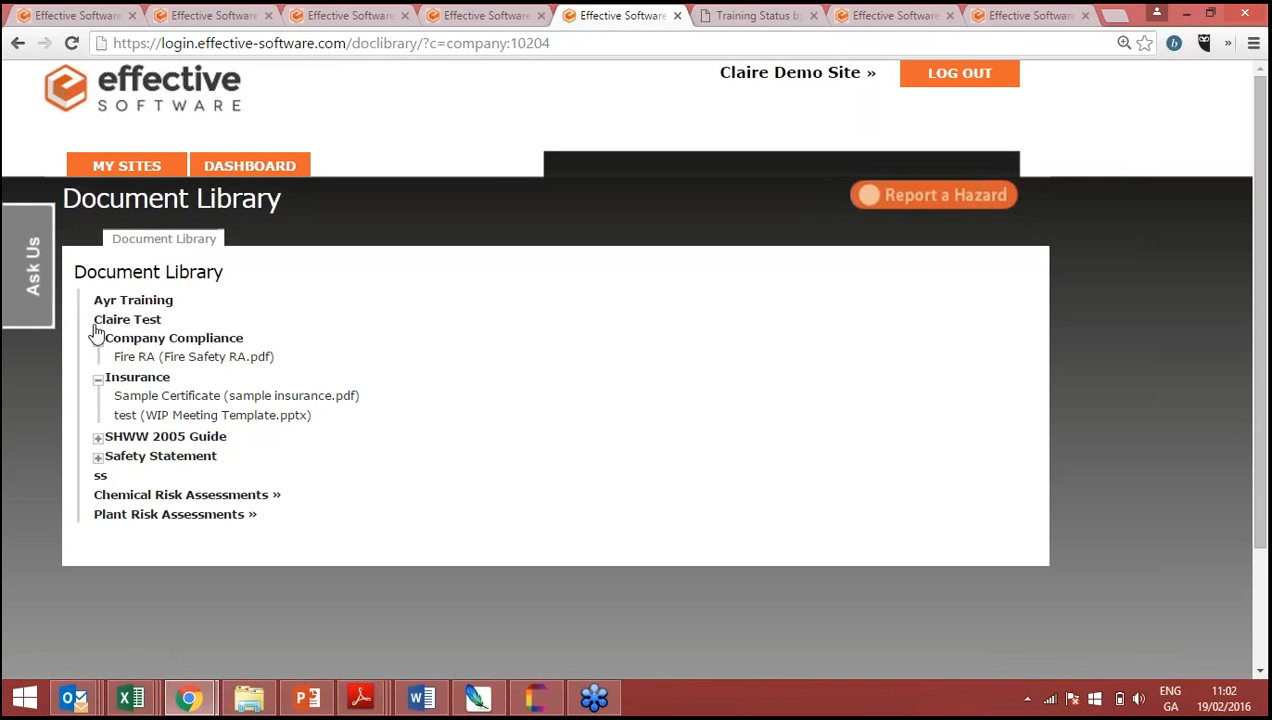 Effective Software
Effective Software
Effective Software
Effective Software
Effective Software
Training Status by
Effective Software
Effective Software
https://login.effective-software.com/doclibrary/?c=company:10204
effective
SOFTWARE
Claire Demo Site »
LOG OUT
MY SITES
DASHBOARD
Document Library
Report a Hazard
Ask Us
Document Library
Document Library
Ayr Training
Claire Test
Company Compliance
Fire RA (Fire Safety RA.pdf)
Insurance
Sample Certificate (sample insurance.pdf)
test (WIP Meeting Template.pptx)
SHWW 2005 Guide
Safety Statement
ss
Chemical Risk Assessments »
Plant Risk Assessments »
ENG
GA
11:02
19/02/2016